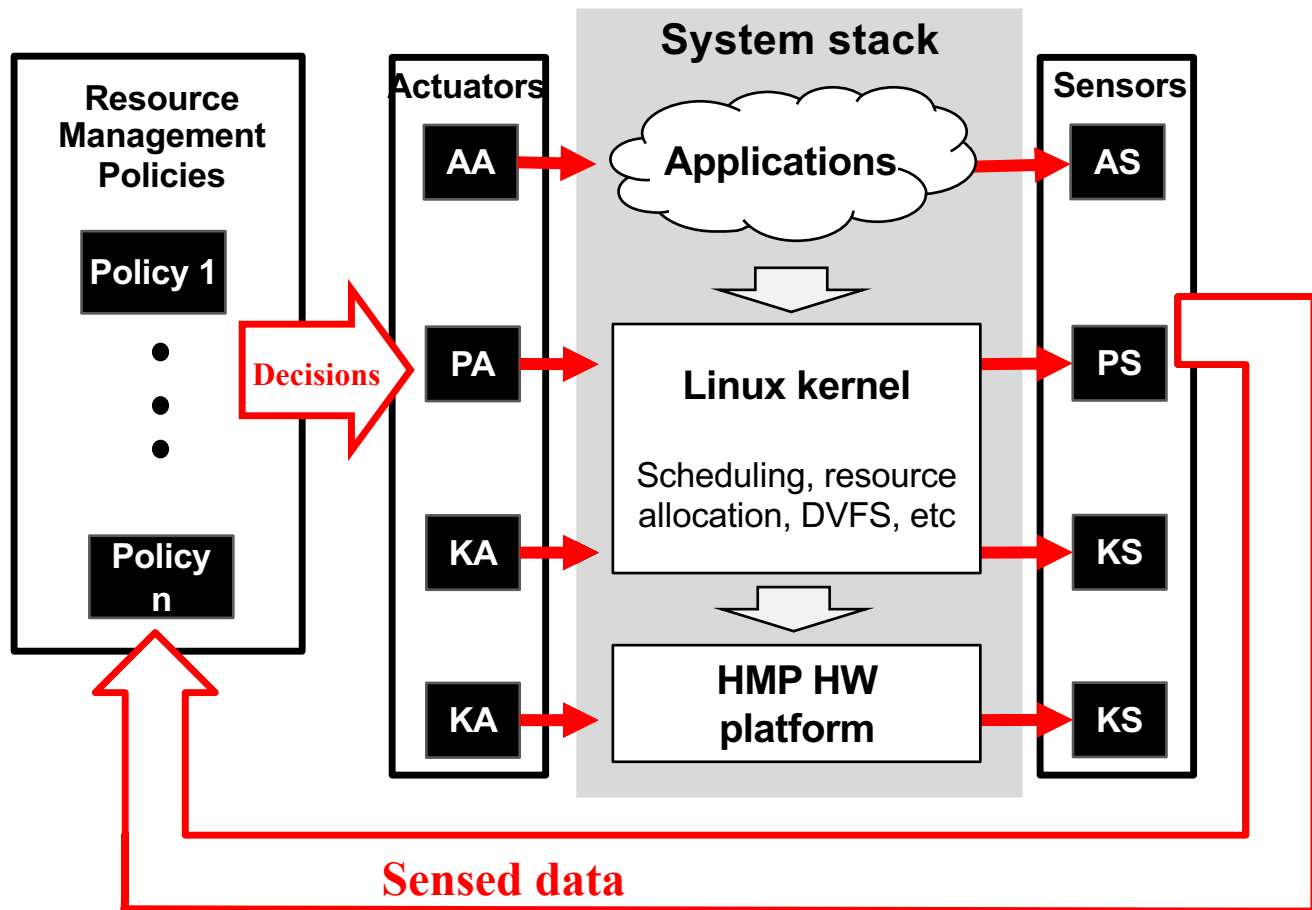 System stack
Resource
Management
Policies
Policy 1
Policy
n
Decisions
Actuators
AA
PA
KA
KA
Applications
Linux kernel
Scheduling, resource
allocation, DVFS, etc
HMP HW
platform
Sensors
AS
PS
KS
KS
Sensed data